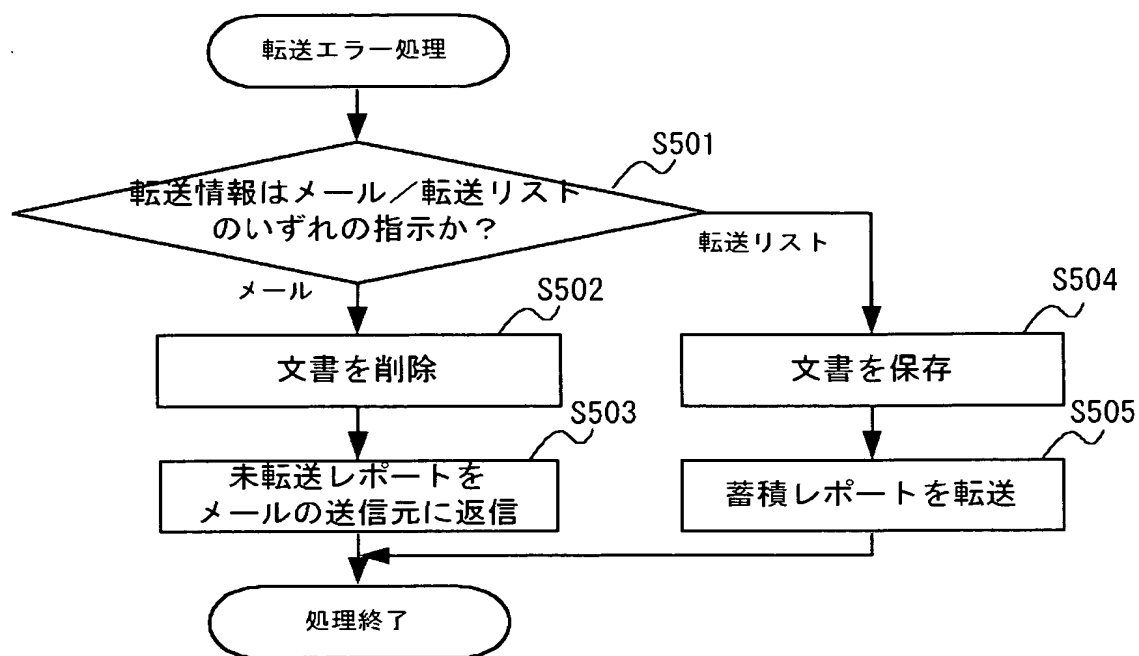 転送エラー処理
S501
転送情報はメール／転送リスト
のいずれの指示か？
転送リスト
メール
S502
S504
文書を削除
文書を保存
S503
S505
未転送レポートを
メールの送信元に返信
蓄積レポートを転送
処理終了